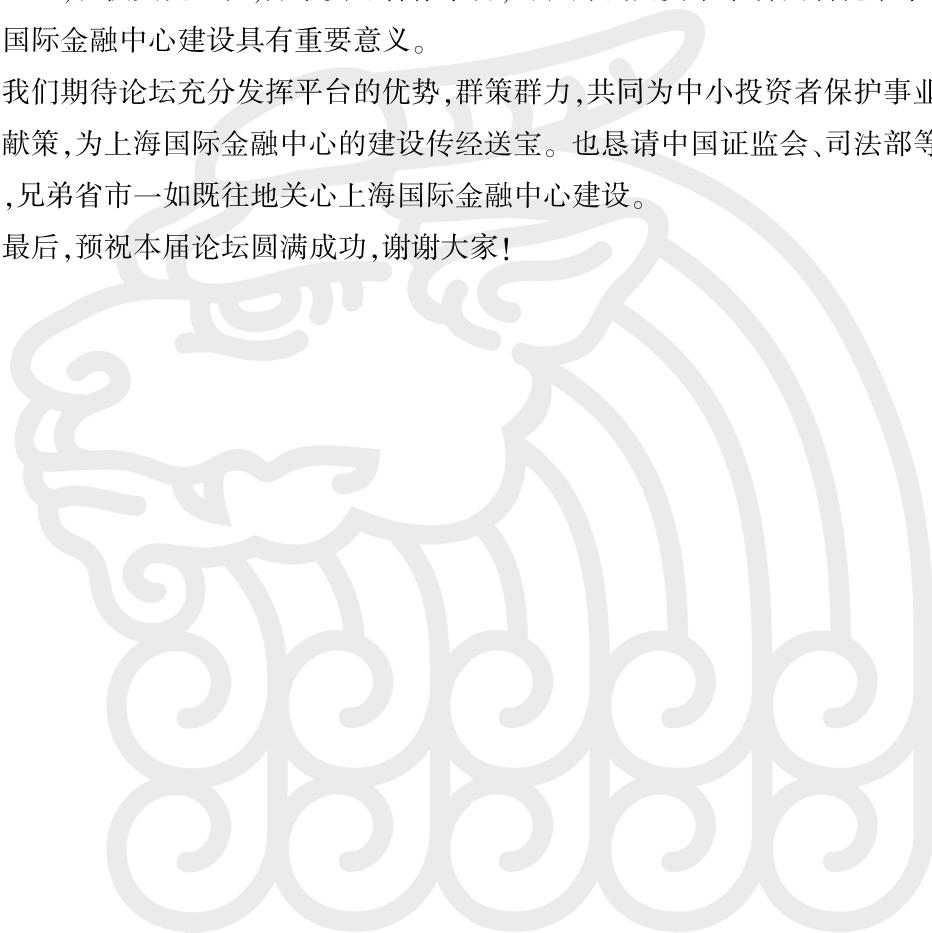 国际金融中心建设具有重要意义。
我们期待论坛充分发挥平台的优势,群策群力,共同为中小投资者保护事业
献策,为上海国际金融中心的建设传经送宝。也恳请中国证监会、司法部等
,兄弟省市一如既往地关心上海国际金融中心建设。
最后,预祝本届论坛圆满成功,谢谢大家!